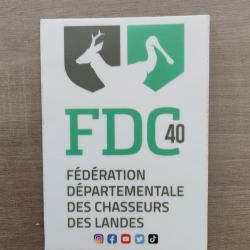 FDC 40
FÉDÉRATION
DÉPARTEMENTALE
DES CHASSEURS
DES LANDES